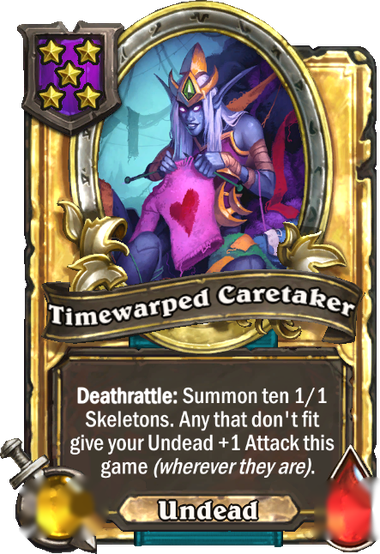 Timewarped Caretaker
Deathrattle: Summon ten 1/1
Skeletons. Any that don't fit
give your Undead +1 Attack this
game (wherever they are).
Undead